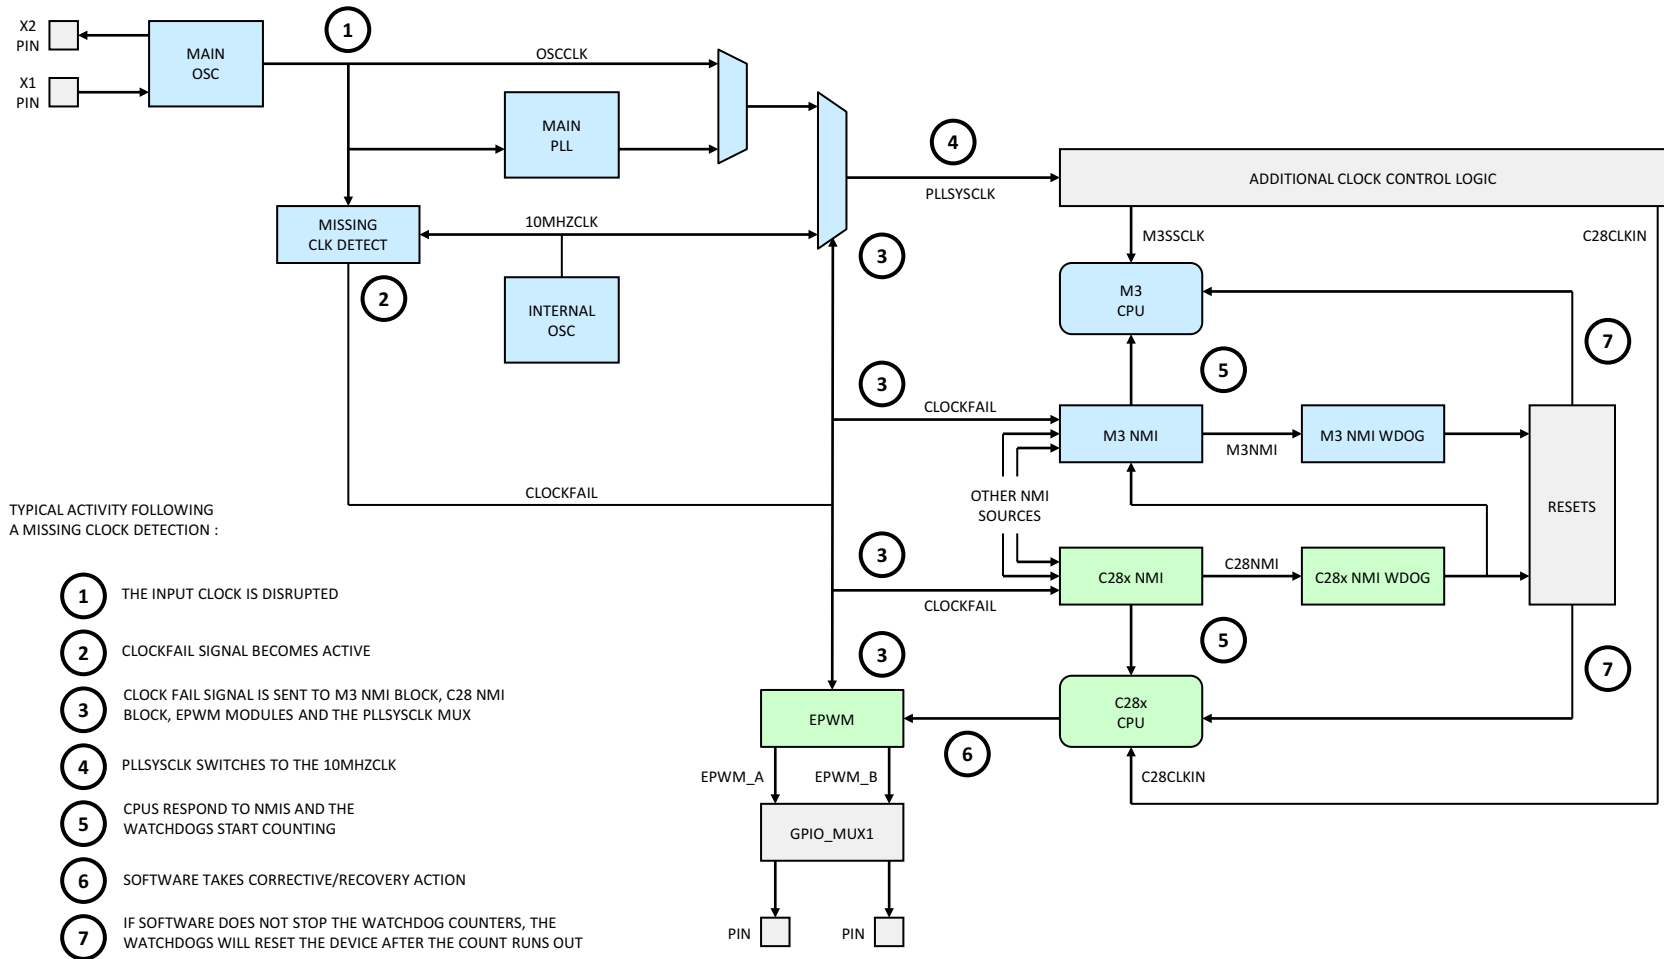 X2
PIN
X1
PIN
MAIN
OSC
1
OSCCLK
MAIN
PLL
4
PLLSYSCLK
ADDITIONAL CLOCK CONTROL LOGIC
MISSING
CLK DETECT
10MHZCLK
2
INTERNAL
OSC
3
M3SSCLK
C28CLKIN
M3
CPU
7
3
5
CLOCKFAIL
M3 NMI
M3NMI
M3 NMI WDOG
CLOCKFAIL
OTHER NMI
SOURCES
RESETS
3
CLOCKFAIL
C28x NMI
C28NMI
C28x NMI WDOG
3
5
7
EPWM
C28x
CPU
6
EPWM_A
EPWM_B
C28CLKIN
GPIO_MUX1
PIN
PIN
TYPICAL ACTIVITY FOLLOWING
A MISSING CLOCK DETECTION :
1 THE INPUT CLOCK IS DISRUPTED
2 CLOCKFAIL SIGNAL BECOMES ACTIVE
3 CLOCK FAIL SIGNAL IS SENT TO M3 NMI BLOCK, C28 NMI
BLOCK, EPWM MODULES AND THE PLLSYSCLK MUX
4 PLLSYSCLK SWITCHES TO THE 10MHZCLK
5 CPUS RESPOND TO NMIS AND THE
WATCHDOGS START COUNTING
6 SOFTWARE TAKES CORRECTIVE/RECOVERY ACTION
7 IF SOFTWARE DOES NOT STOP THE WATCHDOG COUNTERS, THE
WATCHDOGS WILL RESET THE DEVICE AFTER THE COUNT RUNS OUT